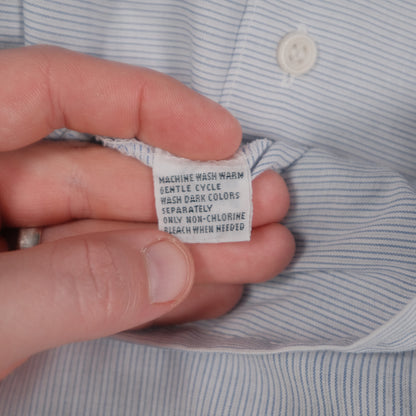 MACHINE WASH WARM
GENTLE CYCLE
WASH DARK COLORS
SEPARATELY
ONLY NON-CHLORINE
BLEACH WHEN NEEDED